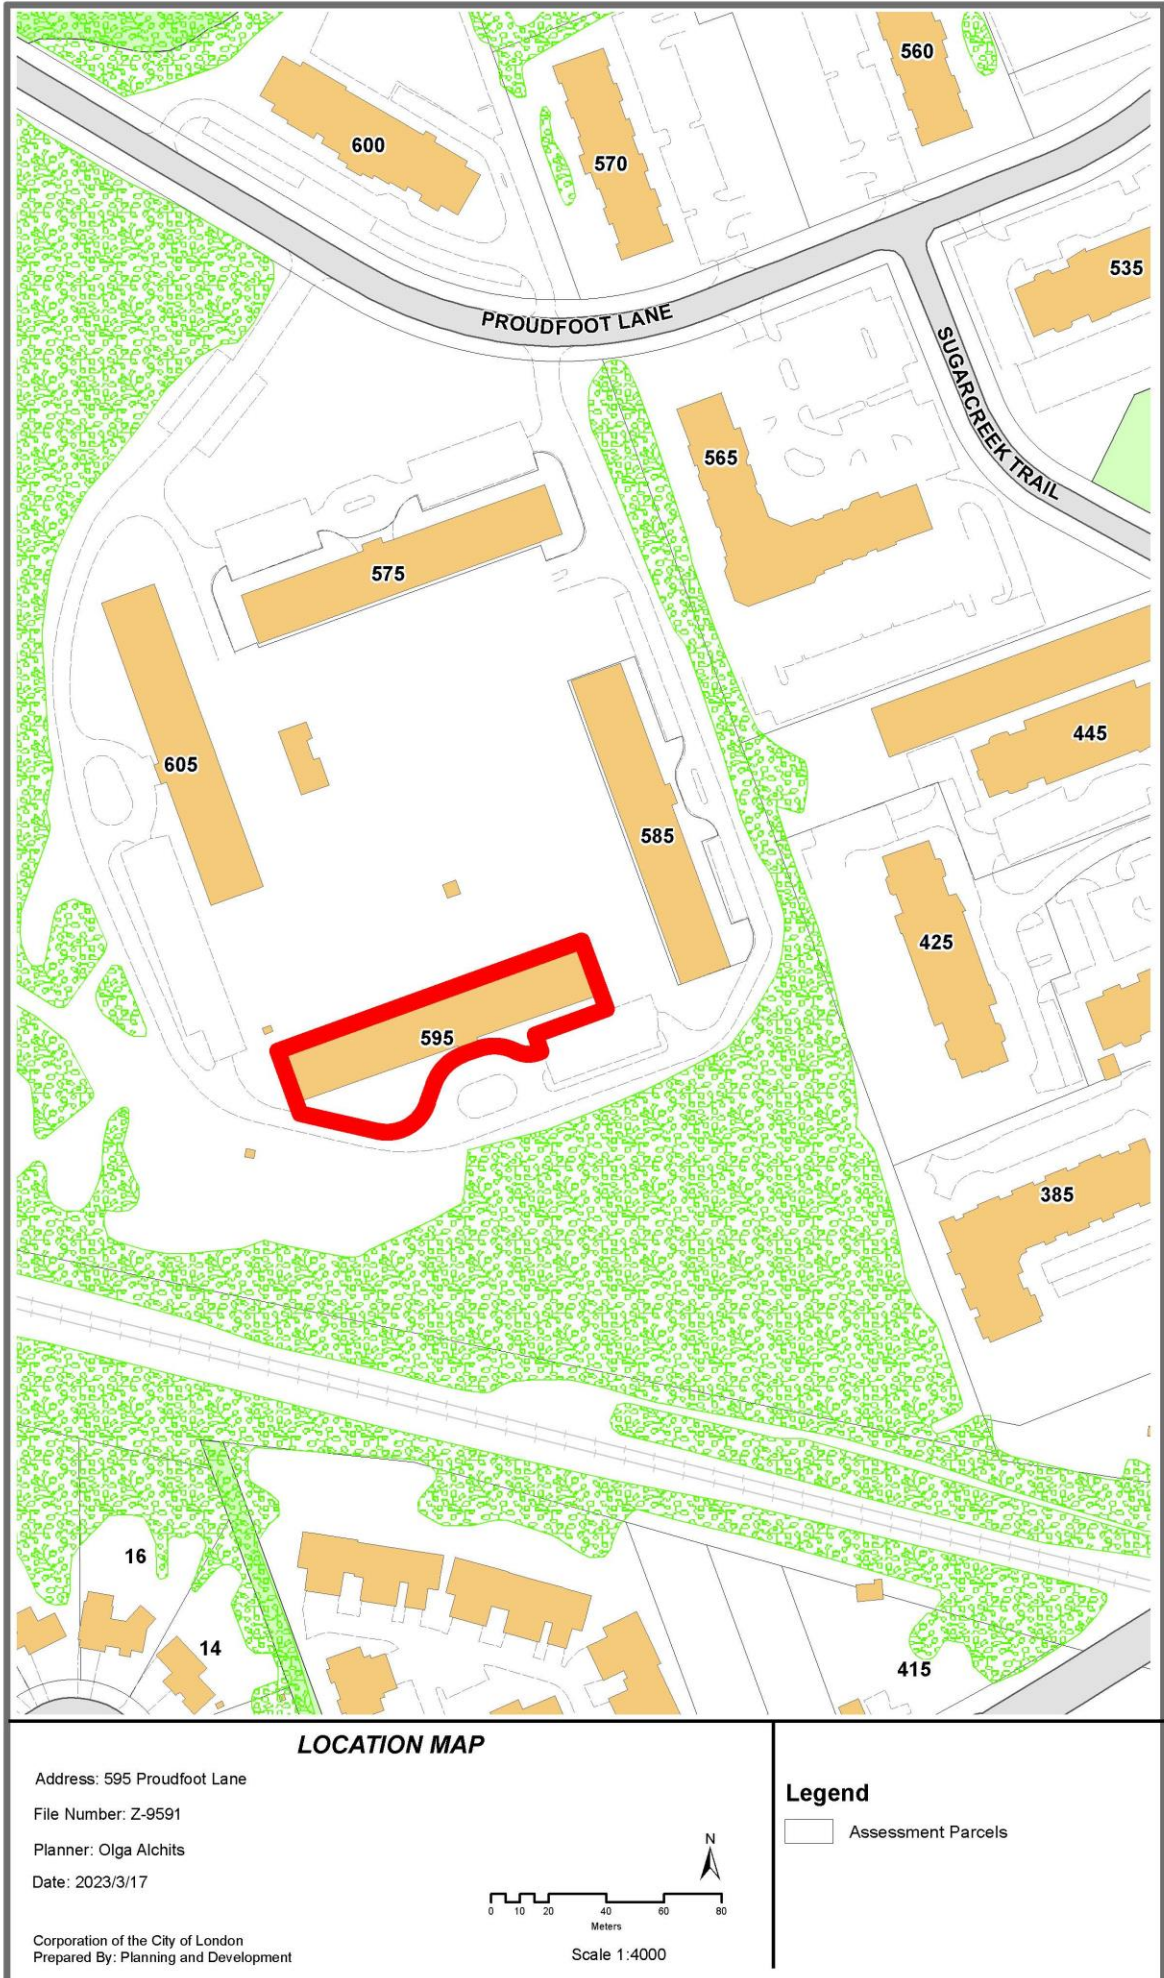 560
600
570
535
PROUDFOOT LANE
SUGARCREEK TRAIL
565
575
445
605
585
425
595
385
16
14
415
LOCATION MAP
Address: 595 Proudfoot Lane
File Number: Z-9591
Planner: Olga Alchits
Date: 2023/3/17
Corporation of the City of London
Prepared By: Planning and Development
N
0 10 20 40 60 80
Meters
Scale 1:4000
Legend
Assessment Parcels